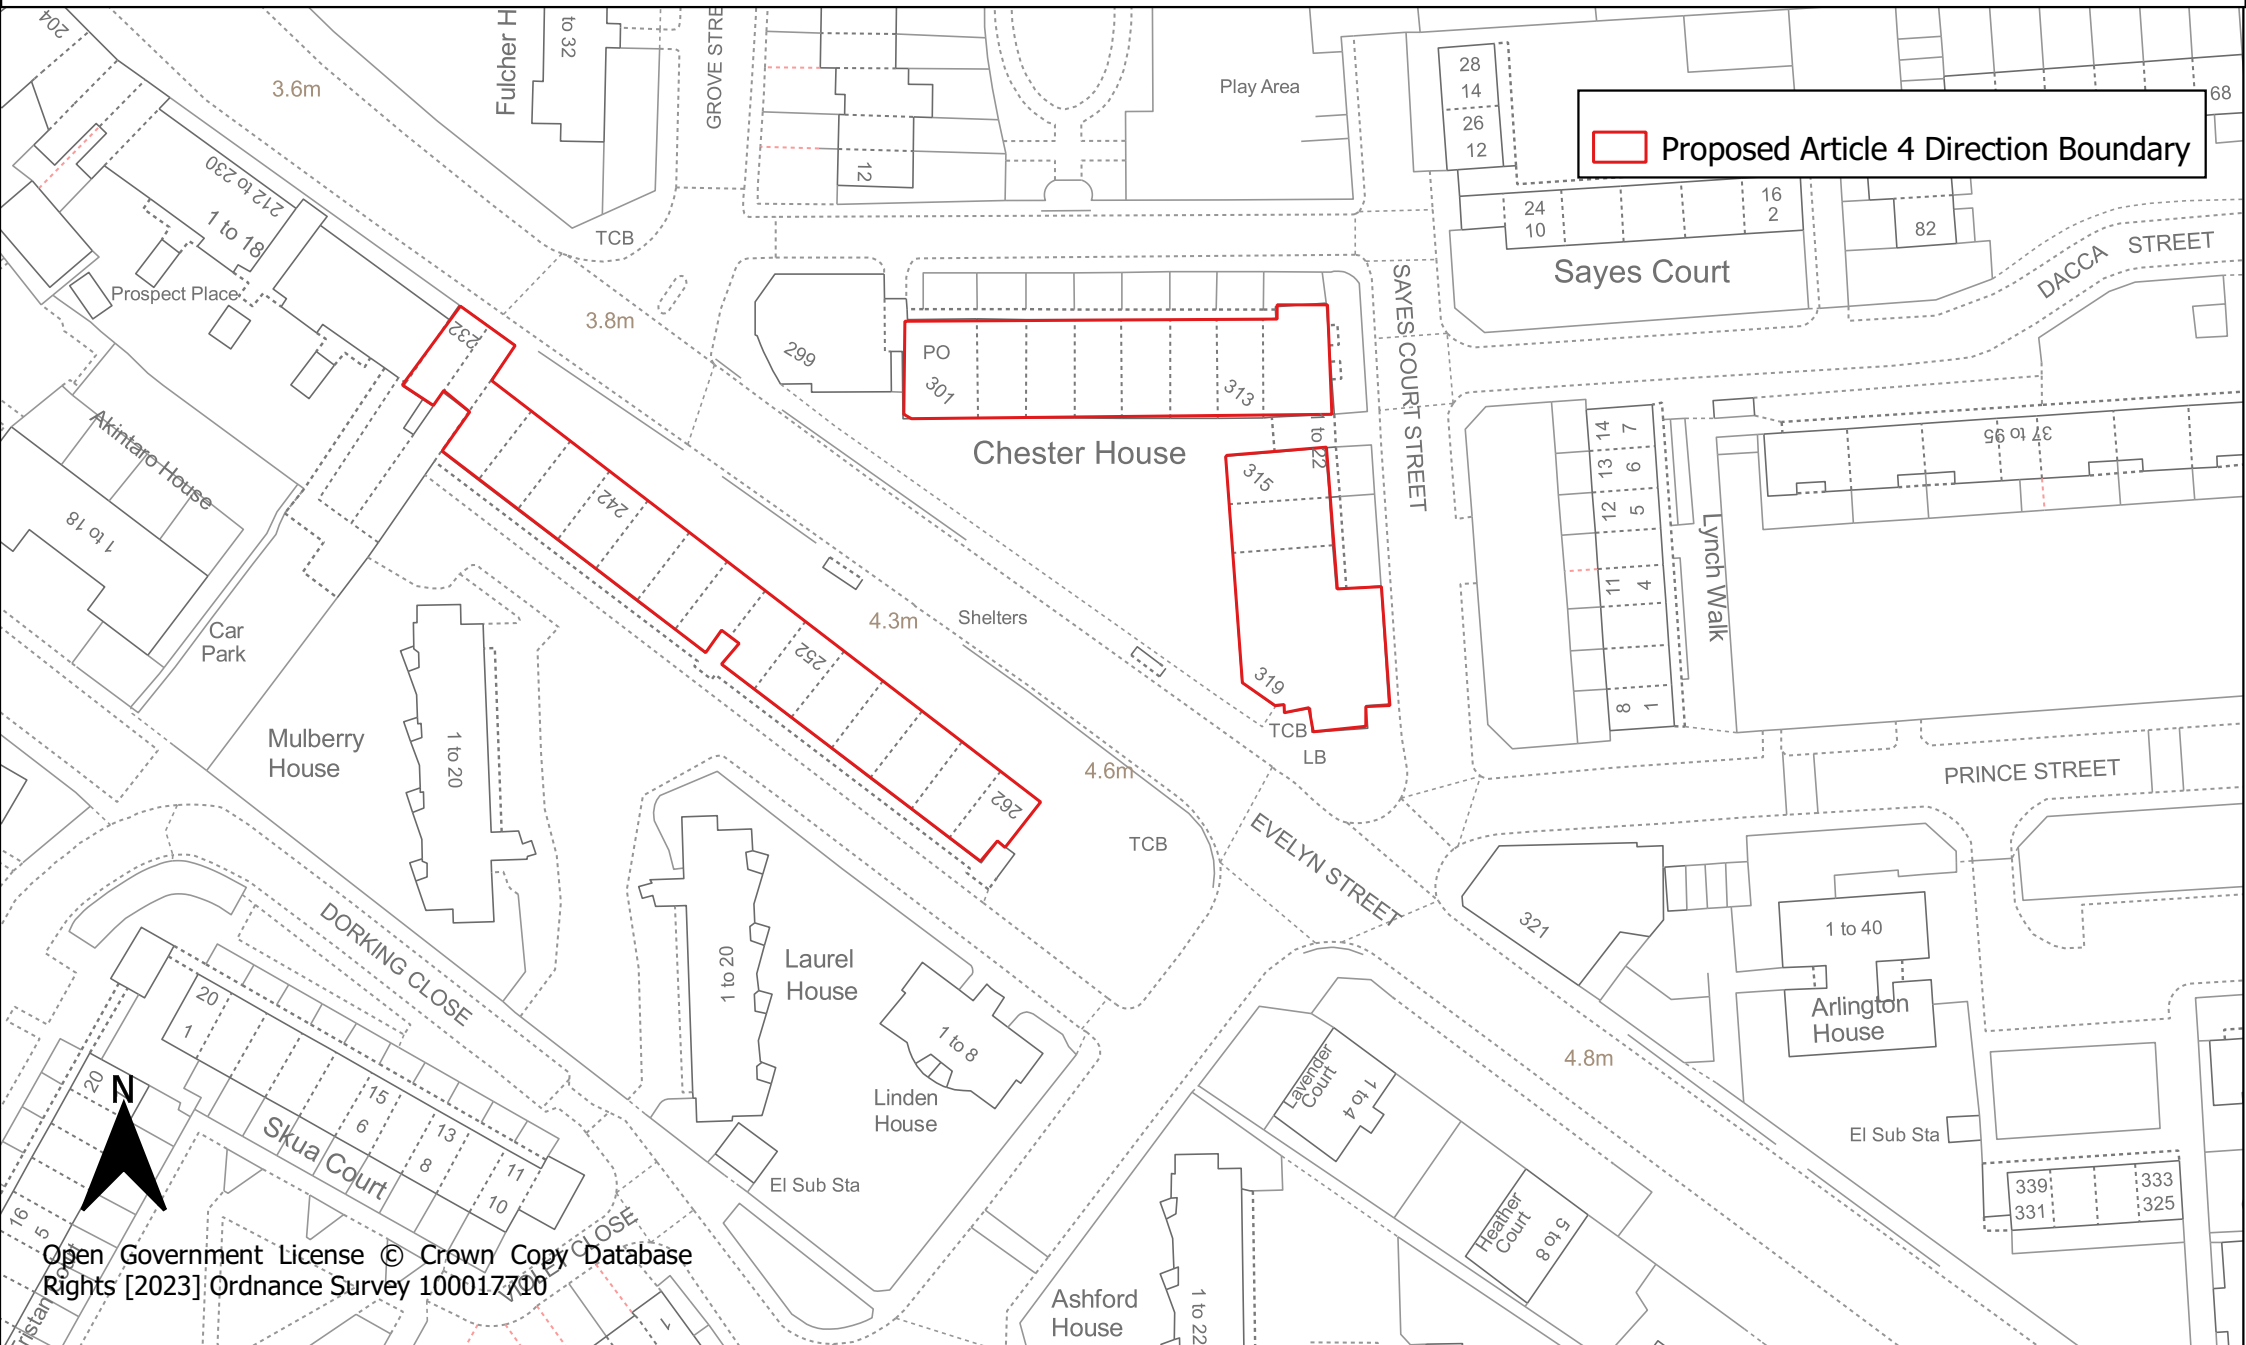 204
3.6m
Fulcher H
to 32
GROVE STRE
12
Play Area
28
14
26
12
68
Proposed Article 4 Direction Boundary
24
10
16
2
82
DACCA STREET
Sayes Court
212 to 230
1 to 18
TCB
Prospect Place
232
3.8m
299
PO
301
313
SAYES COURT STREET
Chester House
to 22
315
319
TCB
LB
Akintaro House
1 to 18
242
252
262
Shelters
4.3m
4.6m
TCB
14
7
13
6
12
5
11
4
8
1
Lynch Walk
37 to 95
PRINCE STREET
Car
Park
Mulberry
House
1 to 20
EVELYN STREET
321
1 to 40
Arlington
House
DORKING CLOSE
1 to 20
Laurel
House
1 to 8
Linden
House
El Sub Sta
20
1
15
6
13
8
11
10
Skua Court
20
N
16
5
Lavender
Court
1 to 4
Heather
Court
5 to 8
4.8m
El Sub Sta
339
331
333
325
Ashford
House
1 to 22
CLOSE
1
Open Government License © Crown Copy Database
Rights [2023] Ordnance Survey 100017710